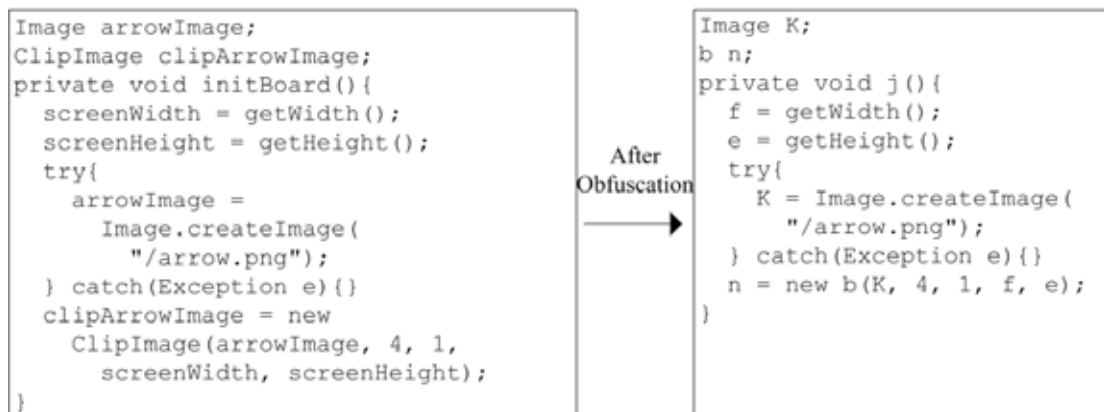 Image arrowImage;
ClipImage clipArrowImage;
private void initBoard(){
  screenWidth = getWidth();
  screenHeight = getHeight();
  try{
    arrowImage =
      Image.createImage(
        "/arrow.png");
  } catch(Exception e){}
  clipArrowImage = new
    ClipImage(arrowImage, 4, 1,
      screenWidth, screenHeight);
}
After
Obfuscation
Image K;
b n;
private void j(){
  f = getWidth();
  e = getHeight();
  try{
    K = Image.createImage(
      "/arrow.png");
  } catch(Exception e){}
  n = new b(K, 4, 1, f, e);
}